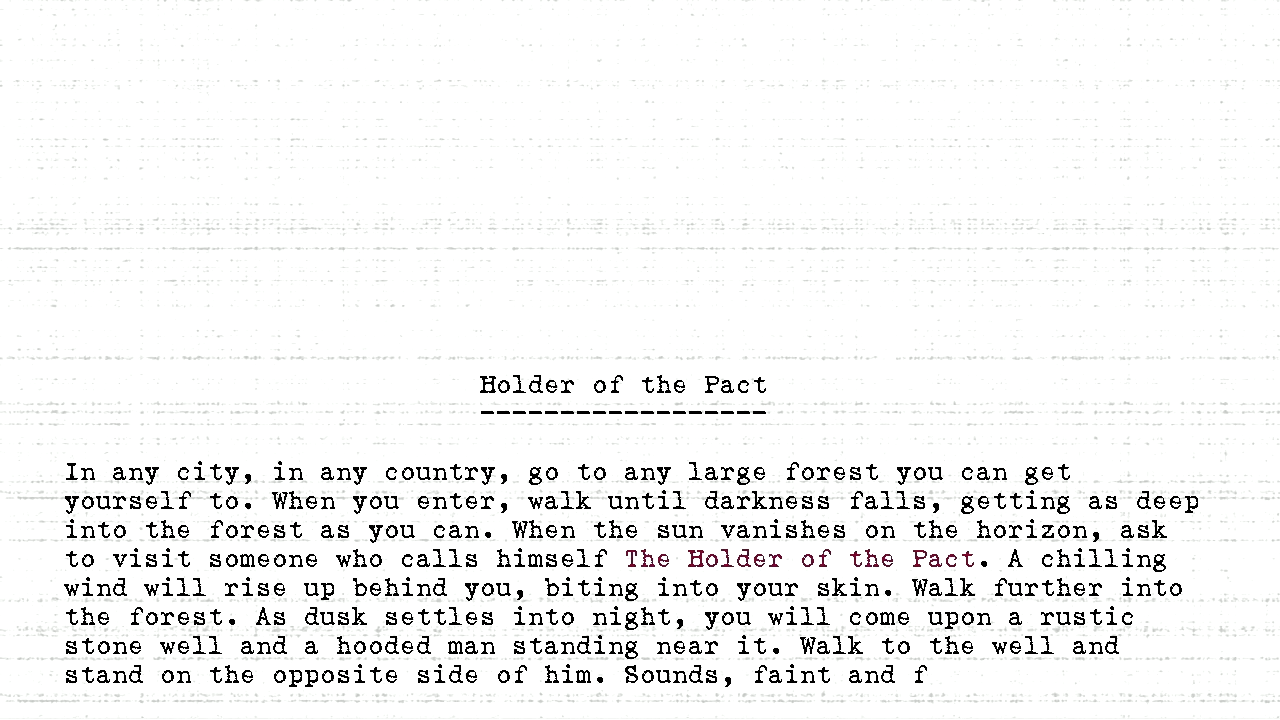 Holder of the Pact
------------------
In any city, in any country, go to any large forest you can get
yourself to. When you enter, walk until darkness falls, getting as deep
into the forest as you can. When the sun vanishes on the horizon, ask
to visit someone who calls himself The Holder of the Pact. A chilling
wind will rise up behind you, biting into your skin. Walk further into
the forest. As dusk settles into night, you will come upon a rustic
stone well and a hooded man standing near it. Walk to the well and
stand on the opposite side of him. Sounds, faint and f